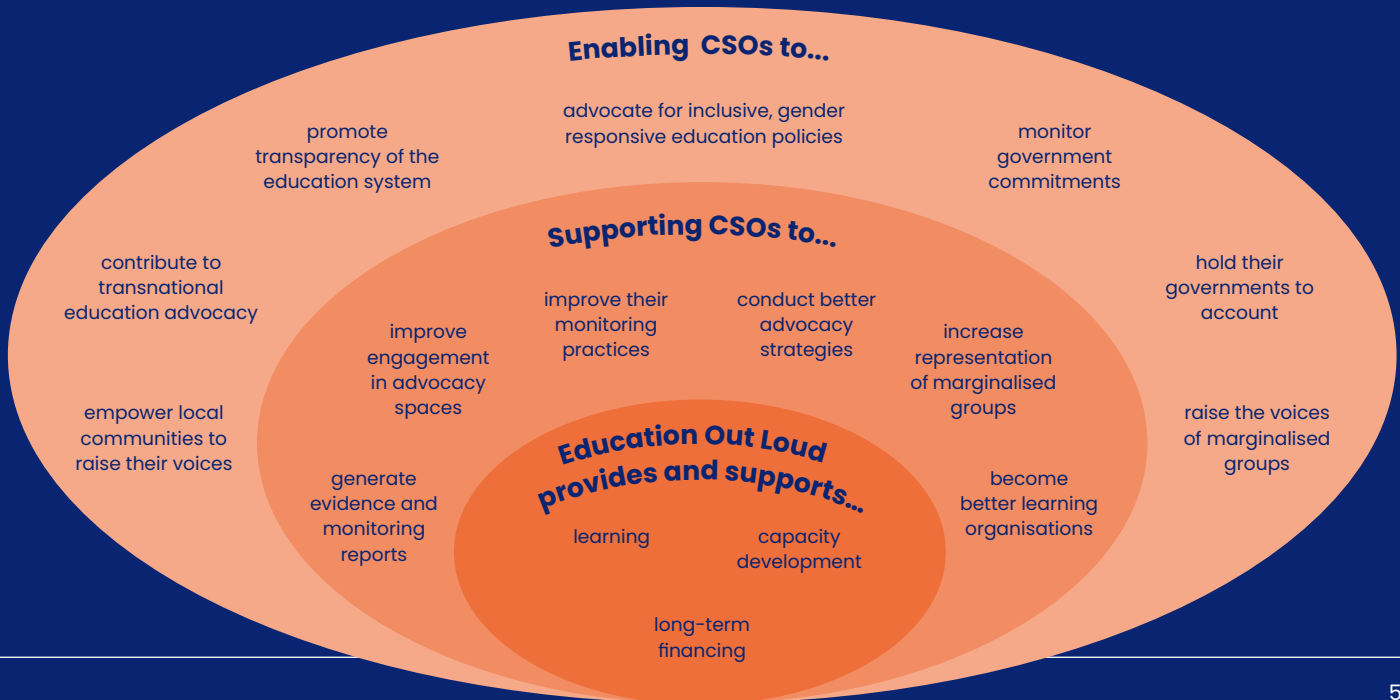 Enabling CSOs to...
advocate for inclusive, gender
responsive education policies
promote
transparency of the
education system
monitor
government
commitments
contribute to
transnational
education advocacy
hold their
governments to
account
empower local
communities to
raise their voices
raise the voices
of marginalised
groups
Supporting CSOs to...
improve their
monitoring
practices
conduct better
advocacy
strategies
improve
engagement
in advocacy
spaces
increase
representation
of marginalised
groups
generate
evidence and
monitoring
reports
become
better learning
organisations
Education Out Loud
provides and supports...
learning
capacity
development
long-term
financing
5